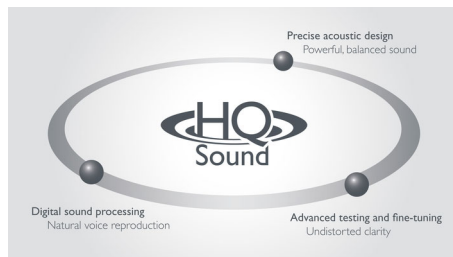 Precise acoustic design
Powerful, balanced sound
HQ
Sound
Digital sound processing
Natural voice reproduction
Advanced testing and fine-tuning
Undistorted clarity